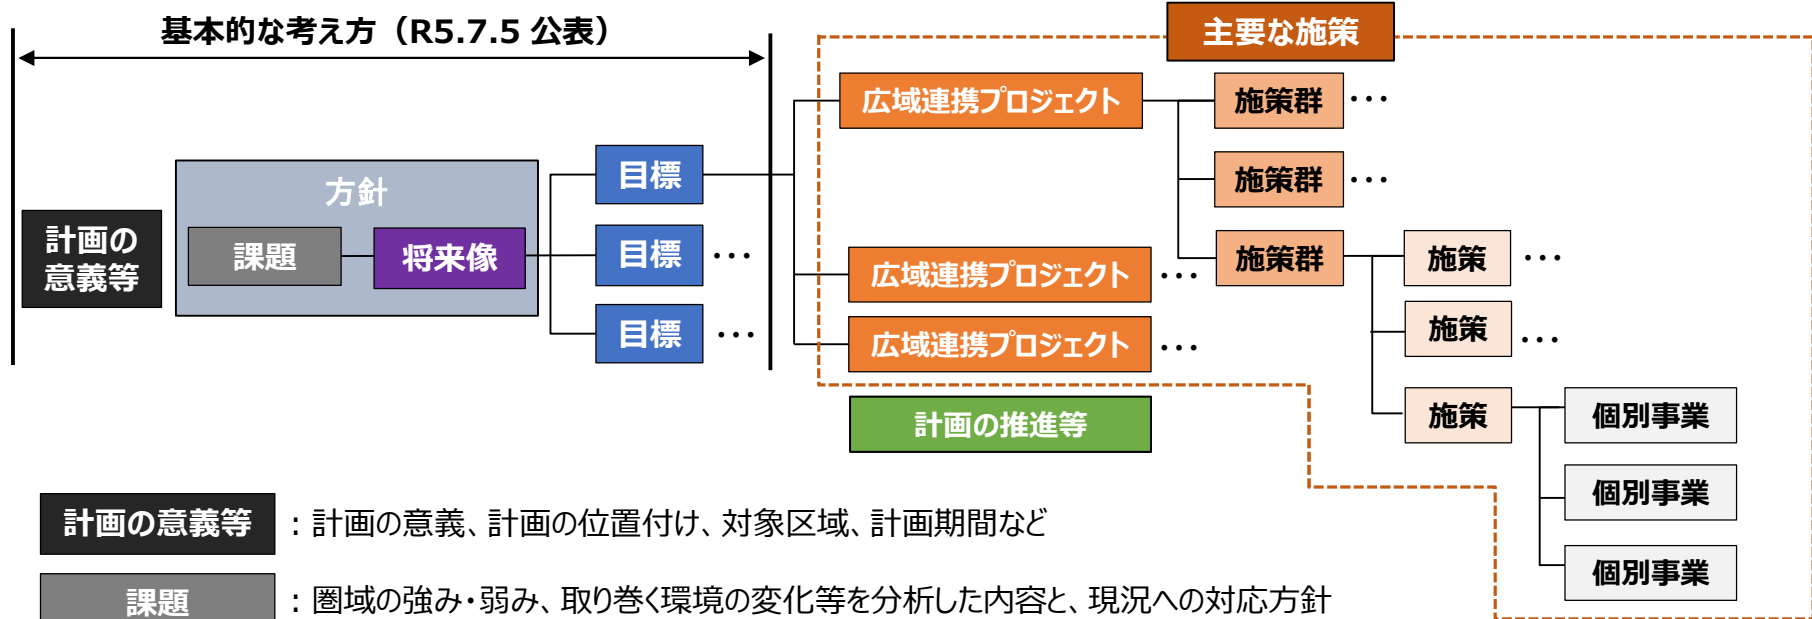 基本的な考え方（R5.7.5 公表）
主要な施策
広域連携プロジェクト
施策群 ･･･
目標
施策群 ･･･
方針
計画の
意義等
課題
将来像
目標 ･･･
広域連携プロジェクト ･･･
施策群
施策 ･･･
目標 ･･･
広域連携プロジェクト ･･･
施策 ･･･
計画の推進等
施策
個別事業
個別事業
個別事業
計画の意義等 ：計画の意義、計画の位置付け、対象区域、計画期間など
課題 ：圏域の強み・弱み、取り巻く環境の変化等を分析した内容と、現況への対応方針